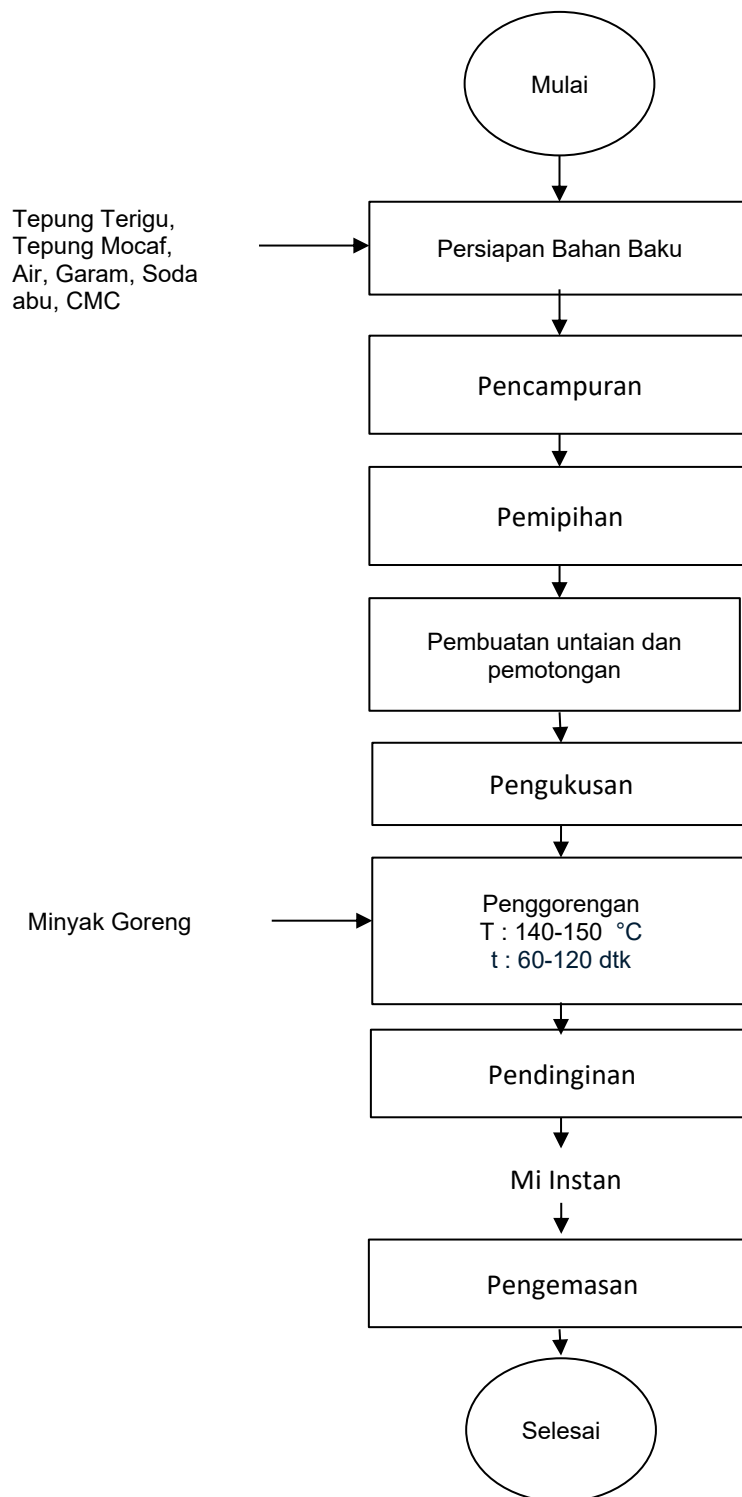 Mulai
Tepung Terigu,
Tepung Mocaf,
Air, Garam, Soda
abu, CMC
Persiapan Bahan Baku
Pencampuran
Pemipihan
Pembuatan untaian dan
pemotongan
Pengukusan
Minyak Goreng
Penggorengan
T : 140-150 °C
t : 60-120 dtk
Pendinginan
Mi Instan
Pengemasan
Selesai